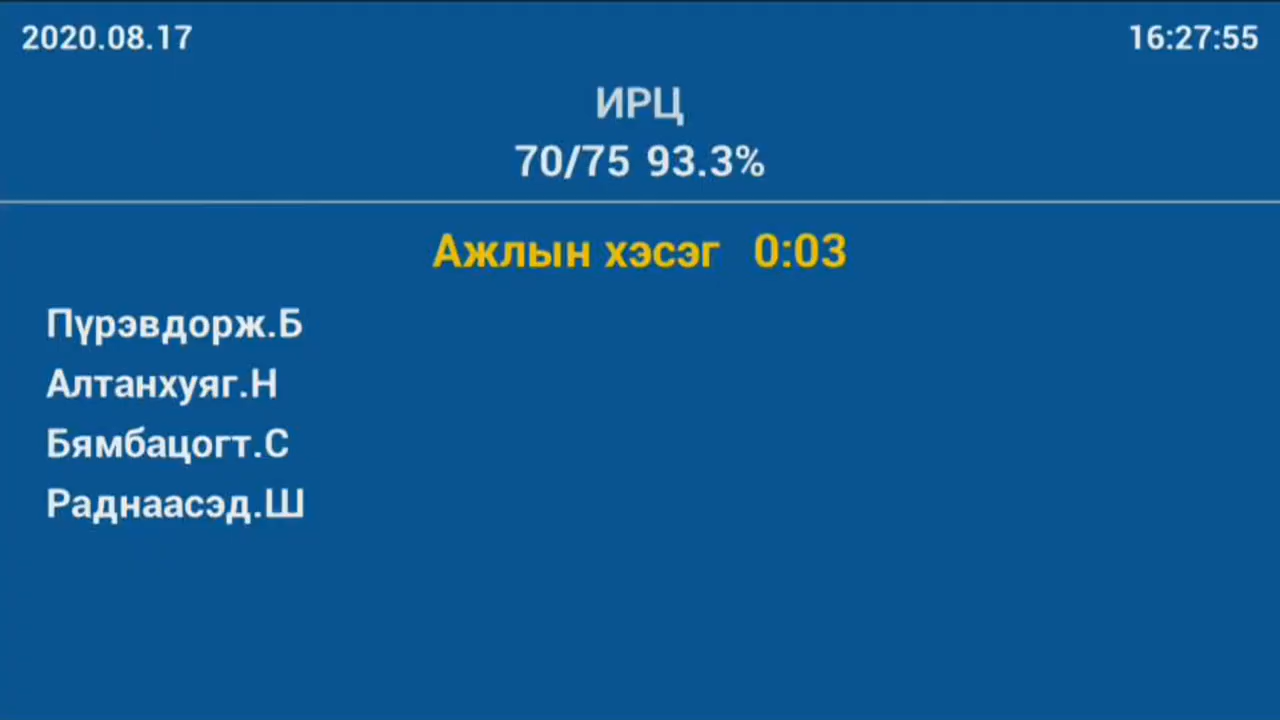 2020.08.17 16:27:55
ИРЦ
70/75 93.3%
Ажлын хэсэг 0:03
Пүрэвдорж.Б
Алтанхуяг.Н
Бямбацогт.С
Раднаасэд.Ш